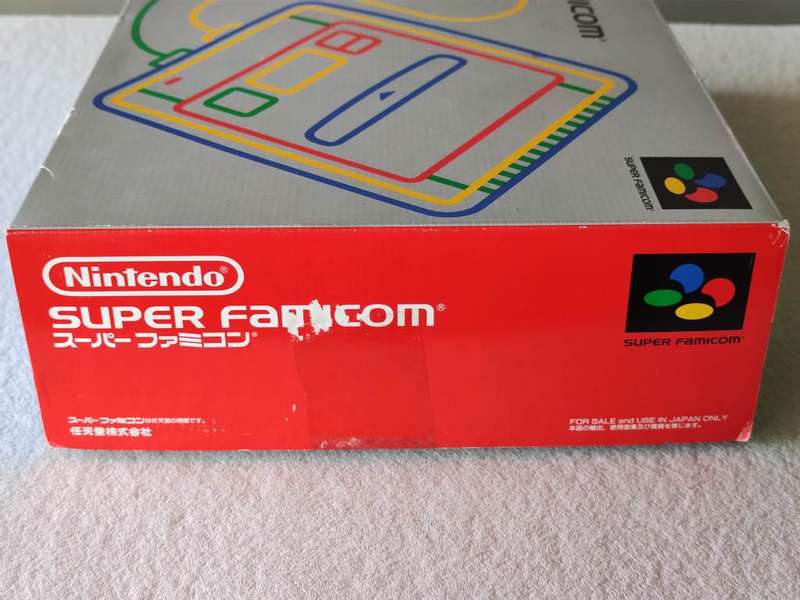 COM®
SUPER FAMICOM
Nintendo®
SUPER FAMICOM®
スーパーファミコン®
SUPER FAMICOM™
スーパーファミコンは任天堂の商標です。
任天堂株式会社
FOR SALE and USE IN JAPAN ONLY
本品の輸出、使用営業及び賃貸を禁じます。